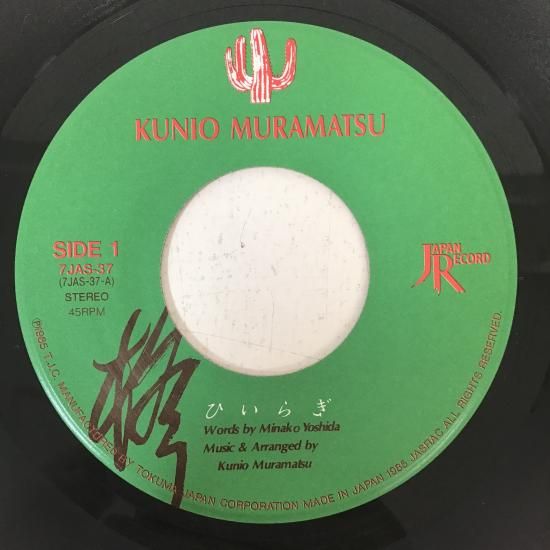 KUNIO MURAMATSU
SIDE 1
7JAS-37
(7JAS-37-A)
STEREO
45RPM
JAPAN
RECORD
ひいらぎ
Words by Minako Yoshida
Music & Arranged by
Kunio Muramatsu
℗1985 T.J.C. MANUFACTURED BY TOKUMA JAPAN CORPORATION MADE IN JAPAN 1985 JASRAC ALL RIGHTS RESERVED.